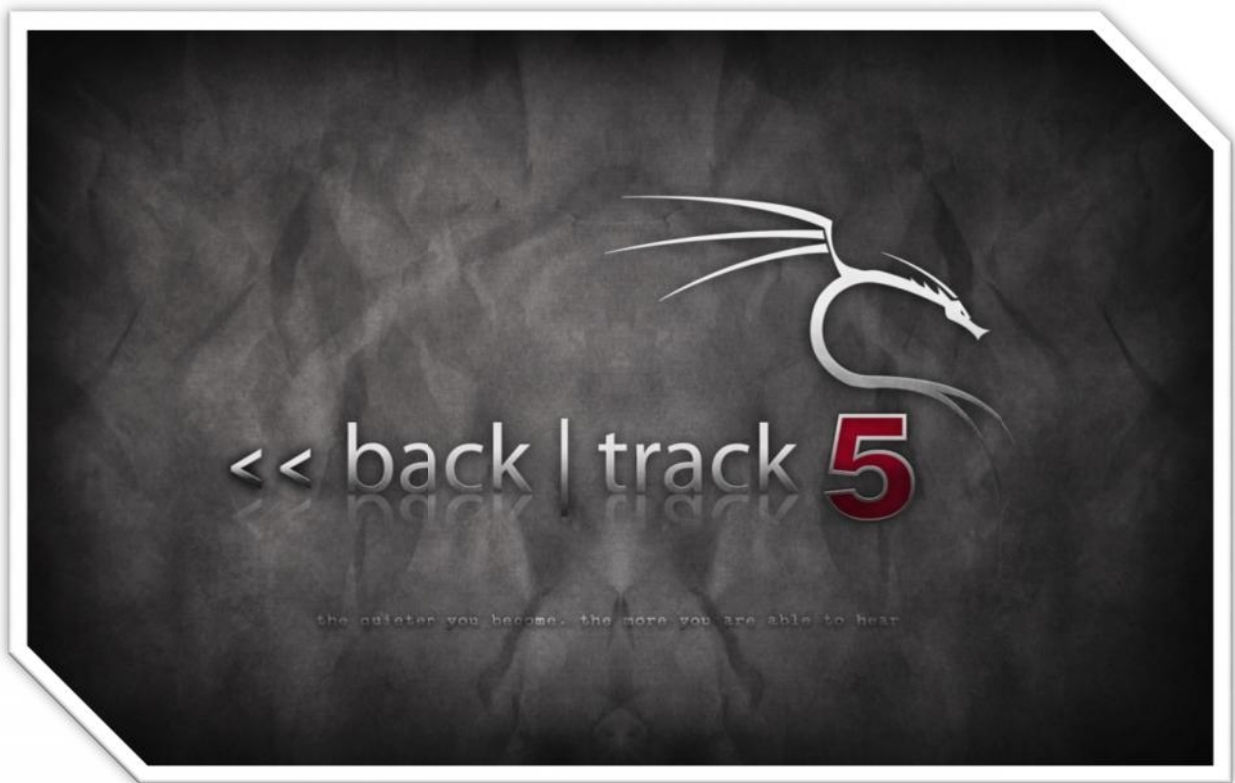 << back | track 5
the quieter you become, the more you are able to hear